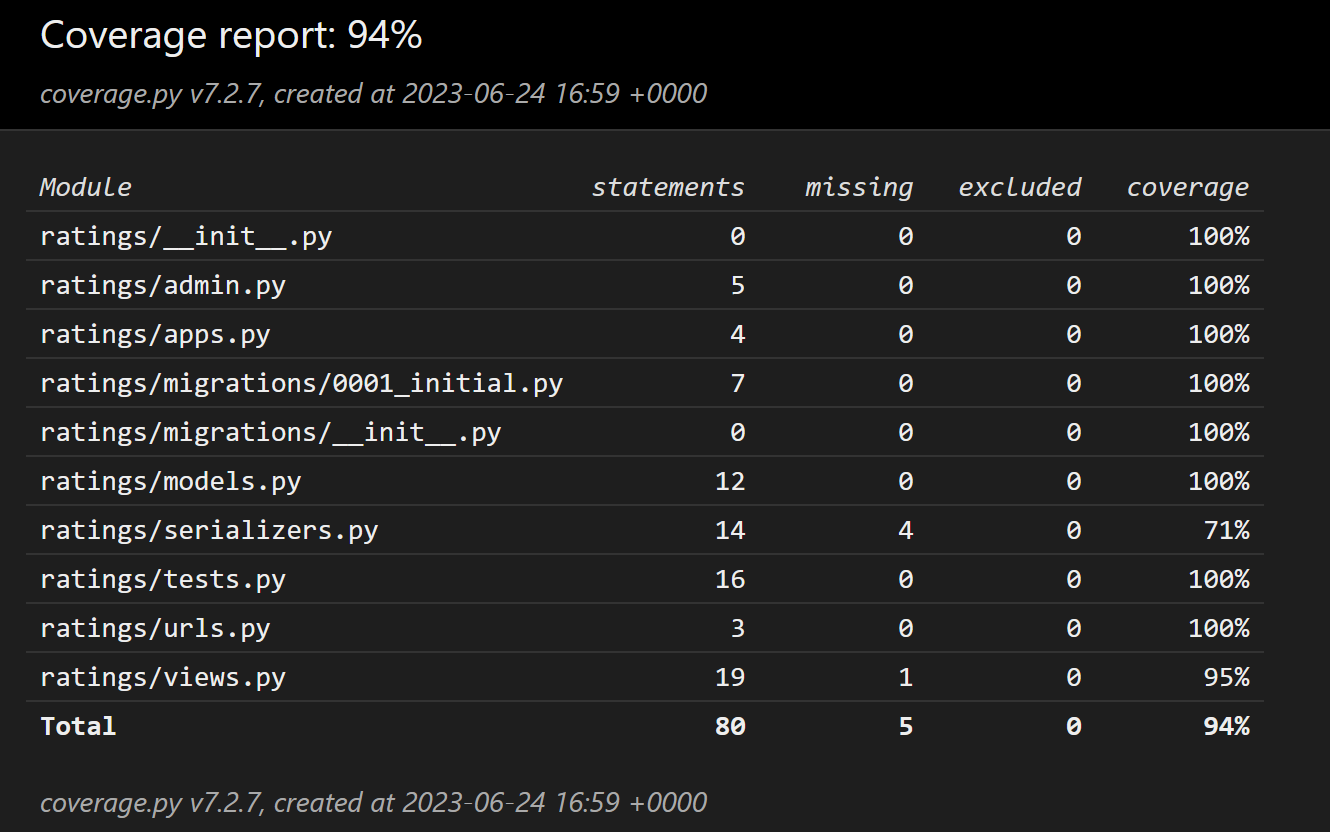 Coverage report: 94%
coverage.py v7.2.7, created at 2023-06-24 16:59 +0000
Module statements missing excluded coverage
ratings/__init__.py 0 0 0 100%
ratings/admin.py 5 0 0 100%
ratings/apps.py 4 0 0 100%
ratings/migrations/0001_initial.py 7 0 0 100%
ratings/migrations/__init__.py 0 0 0 100%
ratings/models.py 12 0 0 100%
ratings/serializers.py 14 4 0 71%
ratings/tests.py 16 0 0 100%
ratings/urls.py 3 0 0 100%
ratings/views.py 19 1 0 95%
Total 80 5 0 94%
coverage.py v7.2.7, created at 2023-06-24 16:59 +0000